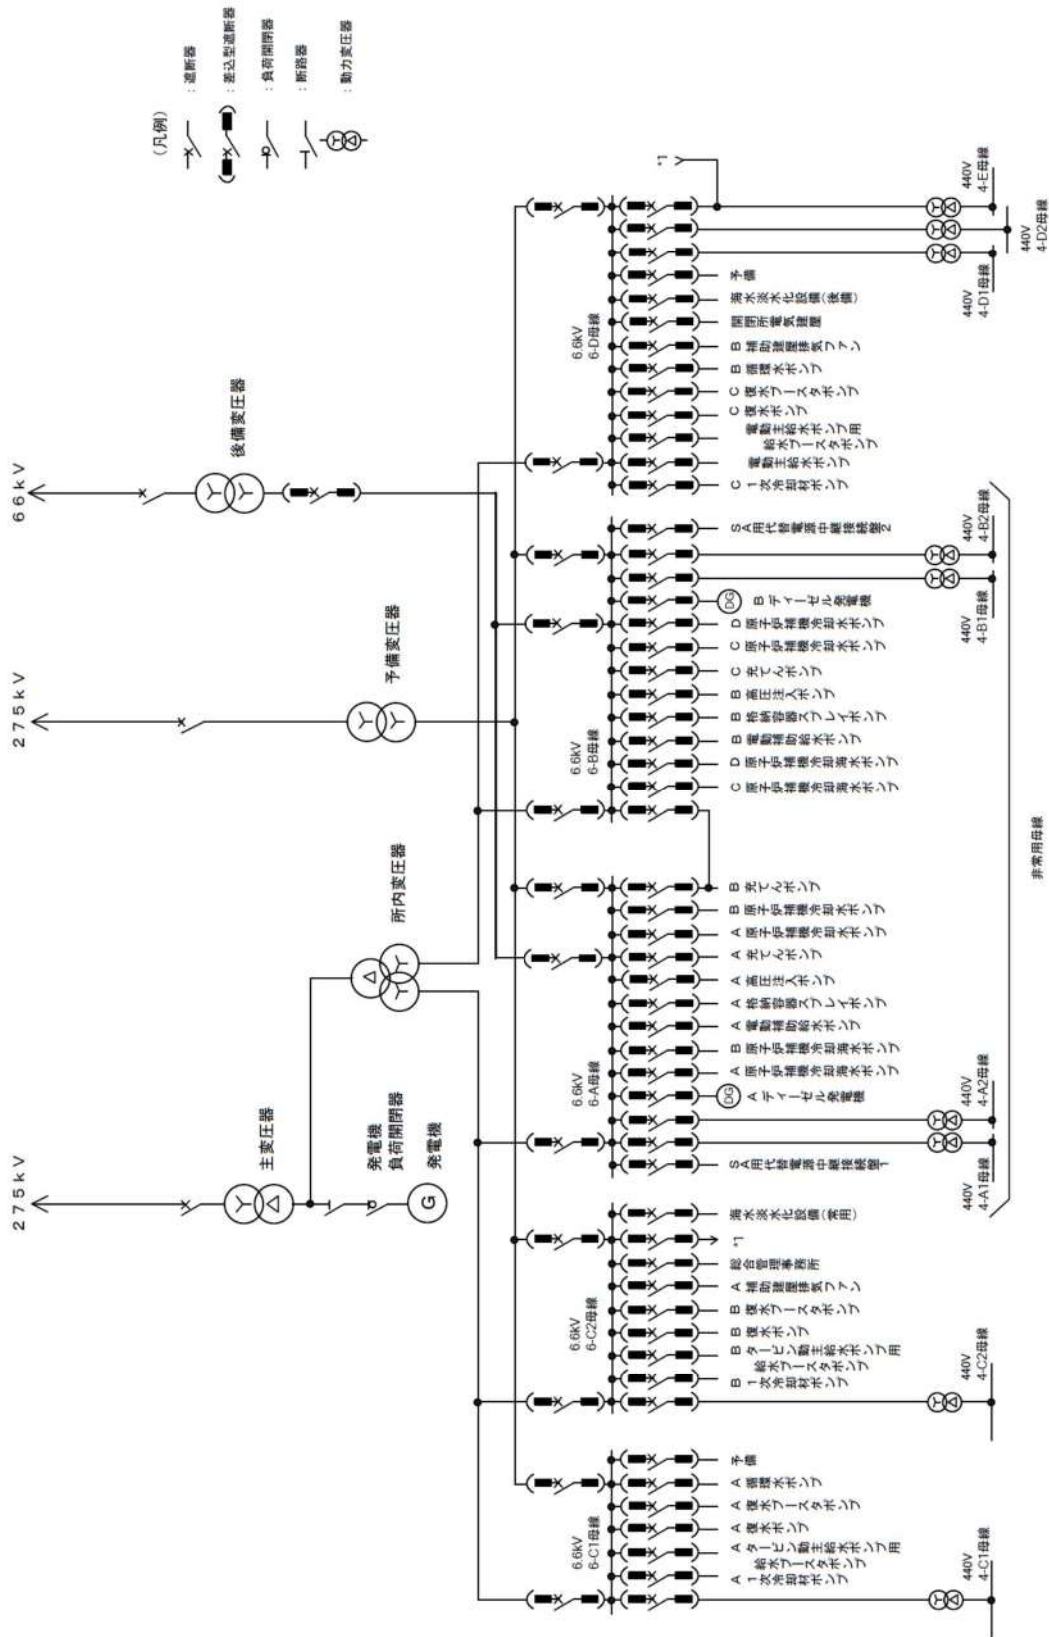 (凡例)
:遮断器
:差込型遮断器
:負荷開閉器
:断路器
:動力変圧器
275kV
275kV
66kV
主変圧器
発電機
負荷開閉器
発電機
G
所内変圧器
予備変圧器
後備変圧器
6.6kV
6-C1母線
A 1次冷却材ポンプ
A タービン動主給水ポンプ用
給水ブースタポンプ
A 復水ポンプ
A 復水ブースタポンプ
A 循環水ポンプ
予備
440V
4-C1母線
6.6kV
6-C2母線
B 1次冷却材ポンプ
B タービン動主給水ポンプ用
給水ブースタポンプ
B 復水ポンプ
B 復水ブースタポンプ
A 補助建屋排気ファン
総合管理事務所
*1
海水淡水化設備(常用)
440V
4-C2母線
6.6kV
6-A母線
SA用代替電源中継接続盤1
DG
A ディーゼル発電機
A 原子炉補機冷却海水ポンプ
B 原子炉補機冷却海水ポンプ
A 電動補助給水ポンプ
A 格納容器スプレイポンプ
A 高圧注入ポンプ
A 充てんポンプ
A 原子炉補機冷却水ポンプ
B 原子炉補機冷却水ポンプ
B 充てんポンプ
440V
4-A1母線
440V
4-A2母線
6.6kV
6-B母線
C 原子炉補機冷却海水ポンプ
D 原子炉補機冷却海水ポンプ
B 電動補助給水ポンプ
B 格納容器スプレイポンプ
B 高圧注入ポンプ
C 充てんポンプ
C 原子炉補機冷却水ポンプ
D 原子炉補機冷却水ポンプ
DG
B ディーゼル発電機
SA用代替電源中継接続盤2
440V
4-B1母線
440V
4-B2母線
非常用母線
6.6kV
6-D母線
C 1次冷却材ポンプ
電動主給水ポンプ
電動主給水ポンプ用
給水ブースタポンプ
C 復水ポンプ
C 復水ブースタポンプ
B 循環水ポンプ
B 補助建屋排気ファン
開閉所電気建屋
海水淡水化設備(後備)
予備
*1
440V
4-D1母線
440V
4-D2母線
440V
4-E母線